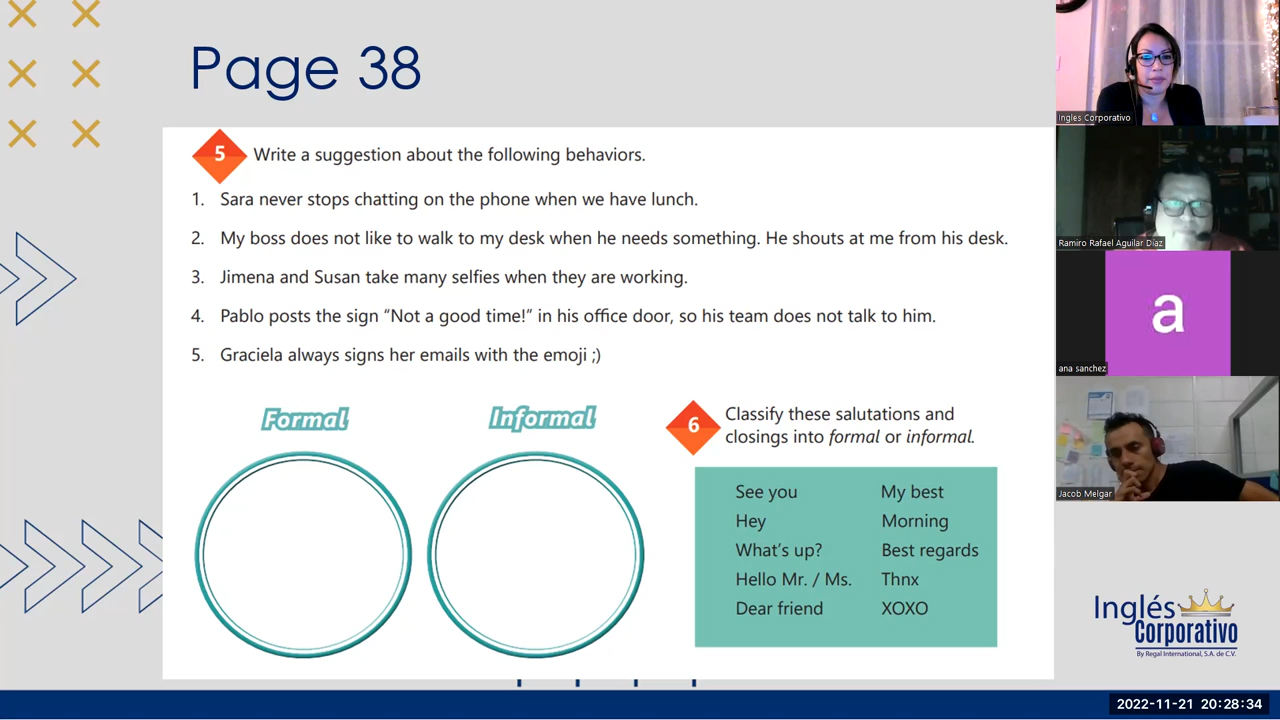 Page 38
5 Write a suggestion about the following behaviors.
1. Sara never stops chatting on the phone when we have lunch.
2. My boss does not like to walk to my desk when he needs something. He shouts at me from his desk.
3. Jimena and Susan take many selfies when they are working.
4. Pablo posts the sign “Not a good time!” in his office door, so his team does not talk to him.
5. Graciela always signs her emails with the emoji ;)
Formal
Informal
6 Classify these salutations and
closings into formal or informal.
See you
Hey
What’s up?
Hello Mr. / Ms.
Dear friend
My best
Morning
Best regards
Thnx
XOXO
Ingles Corporativo
Ramiro Rafael Aguilar Díaz
a
ana sanchez
Jacob Melgar
Inglés
Corporativo
By Regal International, S.A. de C.V.
2022-11-21 20:28:34